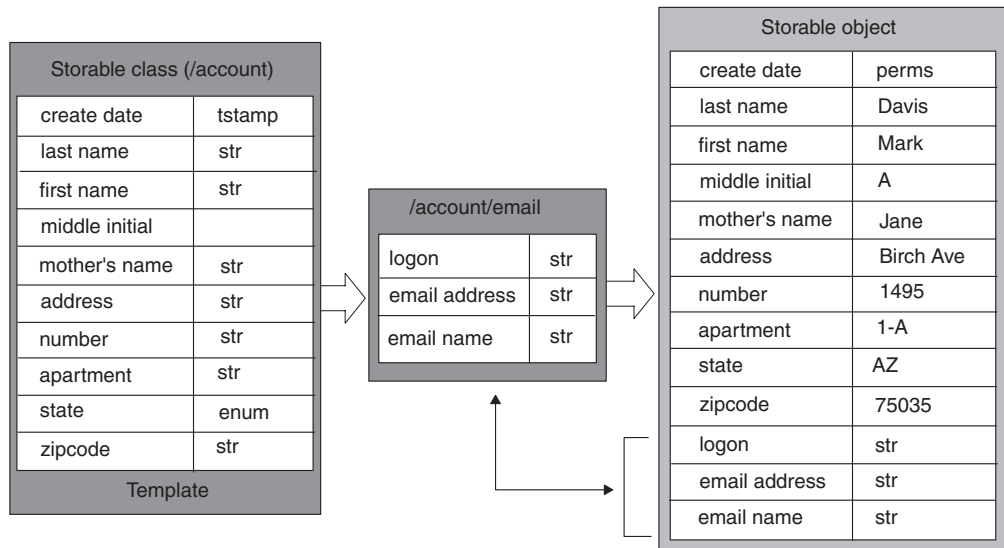 Storable class (/account)
create date tstamp
last name str
first name str
middle initial
mother's name str
address str
number str
apartment str
state enum
zipcode str
Template
/account/email
logon str
email address str
email name str
Storable object
create date perms
last name Davis
first name Mark
middle initial A
mother's name Jane
address Birch Ave
number 1495
apartment 1-A
state AZ
zipcode 75035
logon str
email address str
email name str